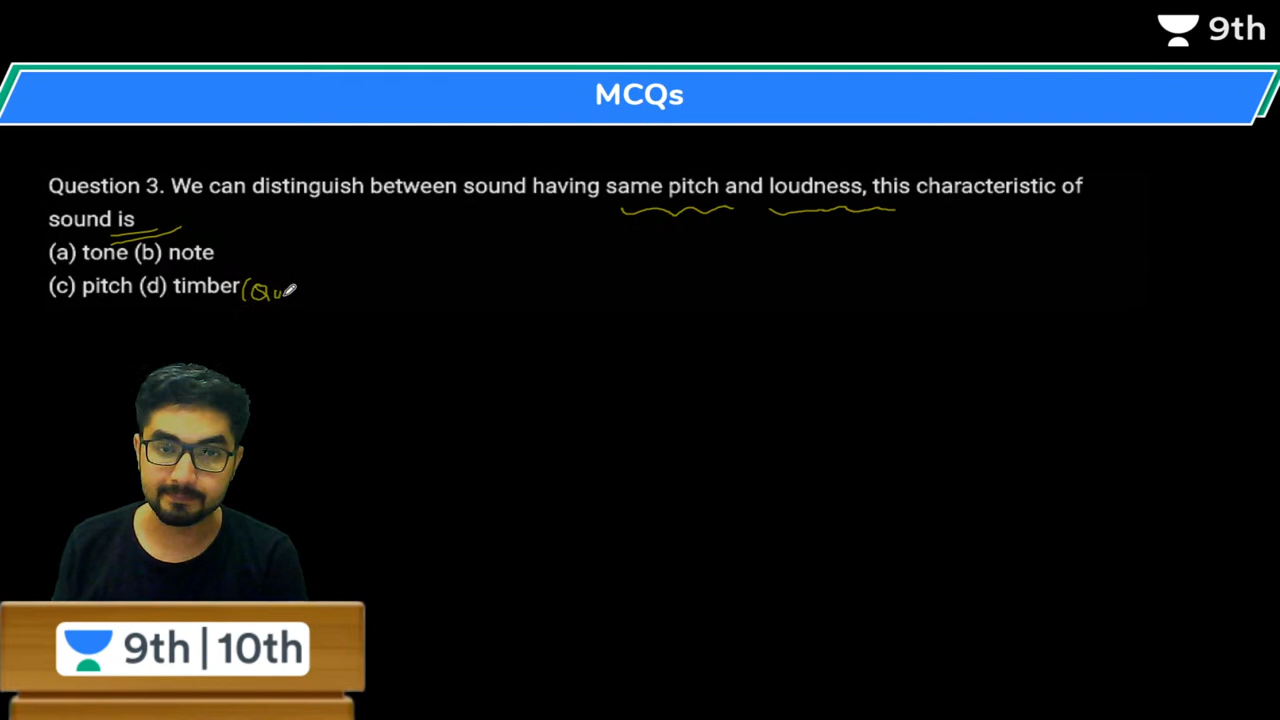 9th
MCQs
Question 3. We can distinguish between sound having same pitch and loudness, this characteristic of
sound is
(a) tone (b) note
(c) pitch (d) timber (Qu
9th | 10th